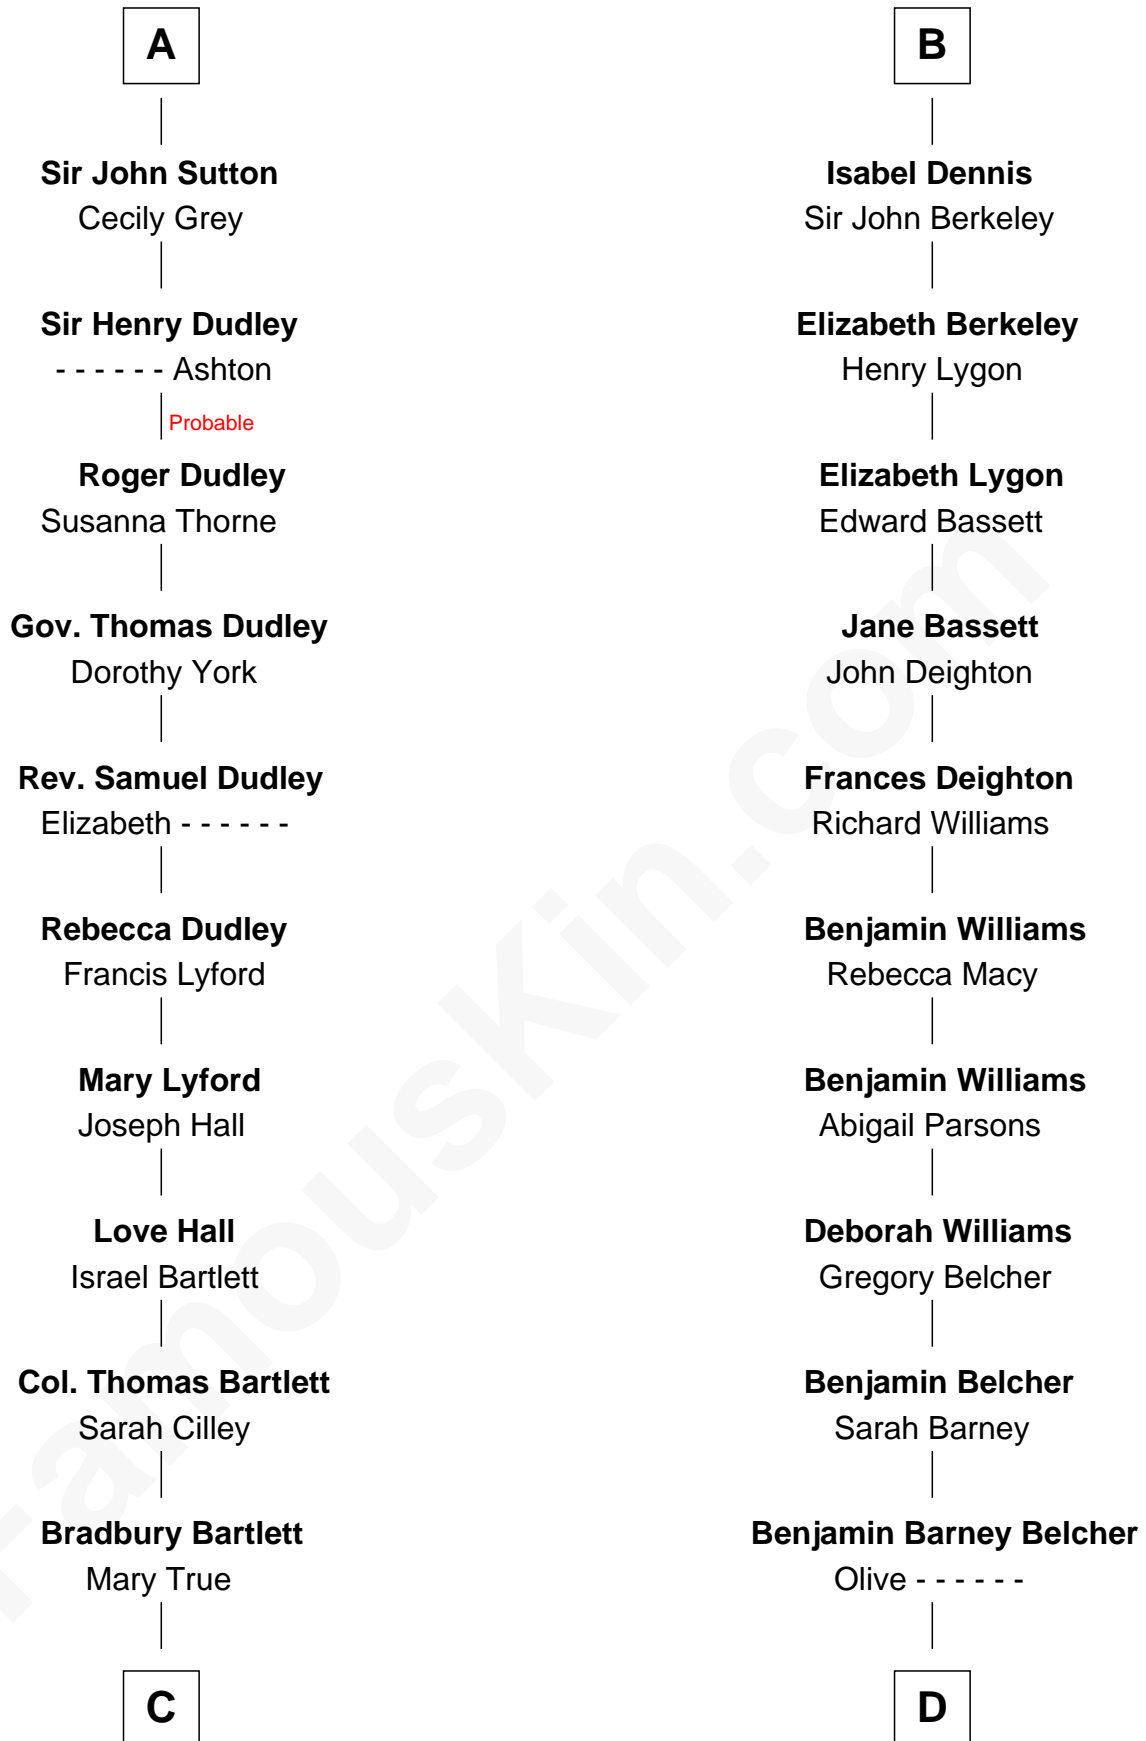 A
Sir John Sutton
Cecily Grey
Sir Henry Dudley
- - - - - - Ashton
Probable
Roger Dudley
Susanna Thorne
Gov. Thomas Dudley
Dorothy York
Rev. Samuel Dudley
Elizabeth - - - - - -
Rebecca Dudley
Francis Lyford
Mary Lyford
Joseph Hall
Love Hall
Israel Bartlett
Col. Thomas Bartlett
Sarah Cilley
Bradbury Bartlett
Mary True
C
B
Isabel Dennis
Sir John Berkeley
Elizabeth Berkeley
Henry Lygon
Elizabeth Lygon
Edward Bassett
Jane Bassett
John Deighton
Frances Deighton
Richard Williams
Benjamin Williams
Rebecca Macy
Benjamin Williams
Abigail Parsons
Deborah Williams
Gregory Belcher
Benjamin Belcher
Sarah Barney
Benjamin Barney Belcher
Olive - - - - - -
D
FamousKin.com